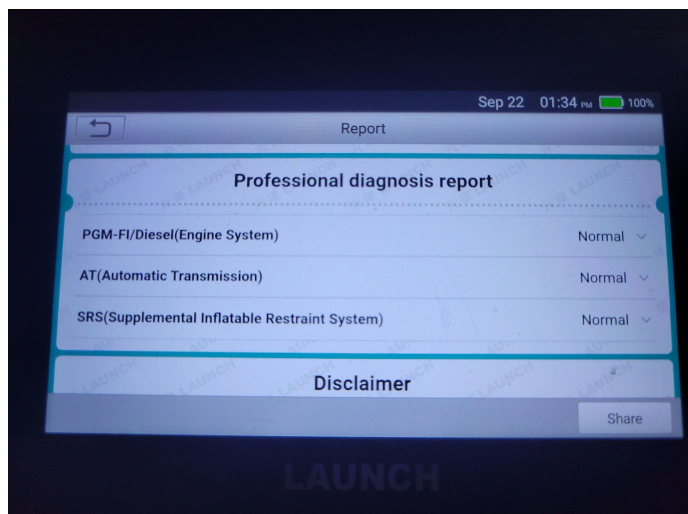 Sep 22 01:34 PM 100%
Report
Professional diagnosis report
PGM-FI/Diesel(Engine System) Normal
AT(Automatic Transmission) Normal
SRS(Supplemental Inflatable Restraint System) Normal
Disclaimer
Share
LAUNCH